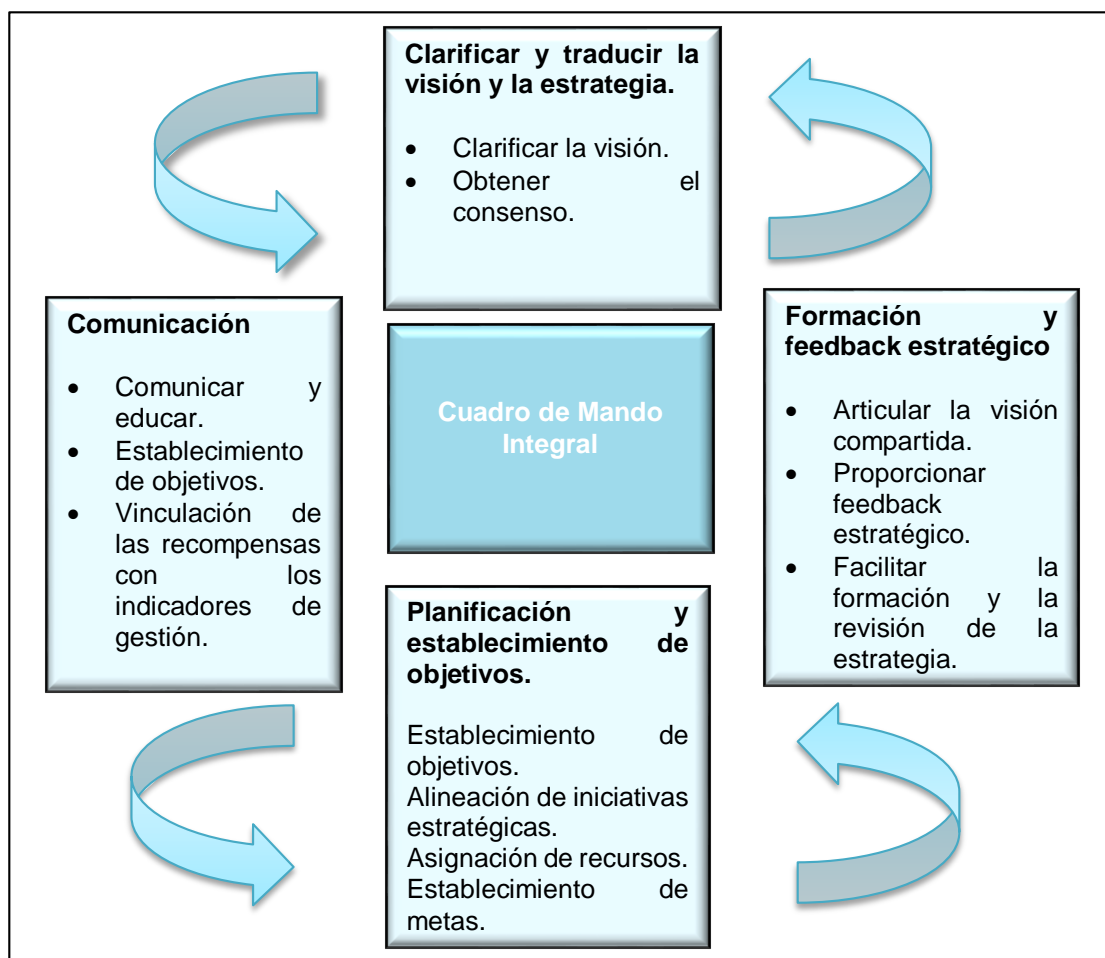 Clarificar y traducir la
visión y la estrategia.
• Clarificar la visión.
• Obtener el
consenso.
Comunicación
• Comunicar y
educar.
• Establecimiento
de objetivos.
• Vinculación de
las recompensas
con los
indicadores de
gestión.
Cuadro de Mando
Integral
Formación y
feedback estratégico
• Articular la visión
compartida.
• Proporcionar
feedback
estratégico.
• Facilitar la
formación y la
revisión de la
estrategia.
Planificación y
establecimiento de
objetivos.
Establecimiento de
objetivos.
Alineación de iniciativas
estratégicas.
Asignación de recursos.
Establecimiento de
metas.